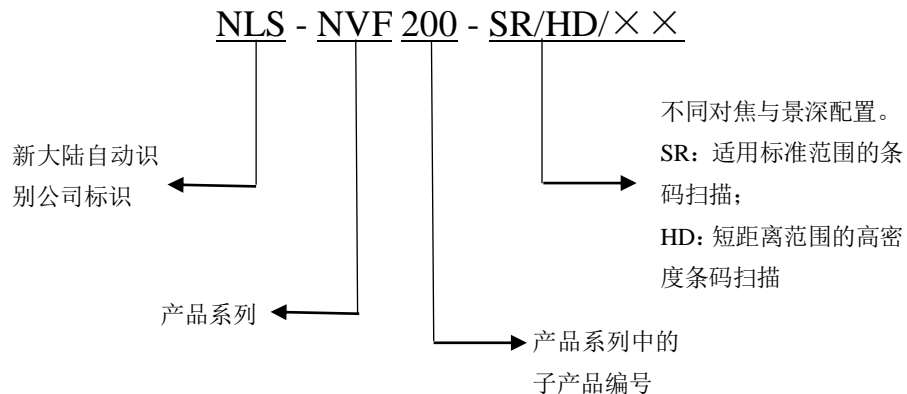 NLS - NVF 200 - SR/HD/××
不同对焦与景深配置。
SR：适用标准范围的条
码扫描；
HD：短距离范围的高密
度条码扫描
新大陆自动识
别公司标识
产品系列
产品系列中的
子产品编号